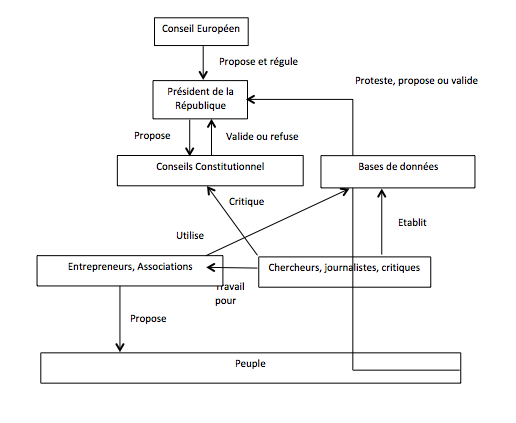 Conseil Européen
Propose et régule
Proteste, propose ou valide
Président de la
République
Propose
Valide ou refuse
Conseils Constitutionnel
Bases de données
Critique
Etablit
Utilise
Entrepreneurs, Associations
Chercheurs, journalistes, critiques
Travail
pour
Propose
Peuple